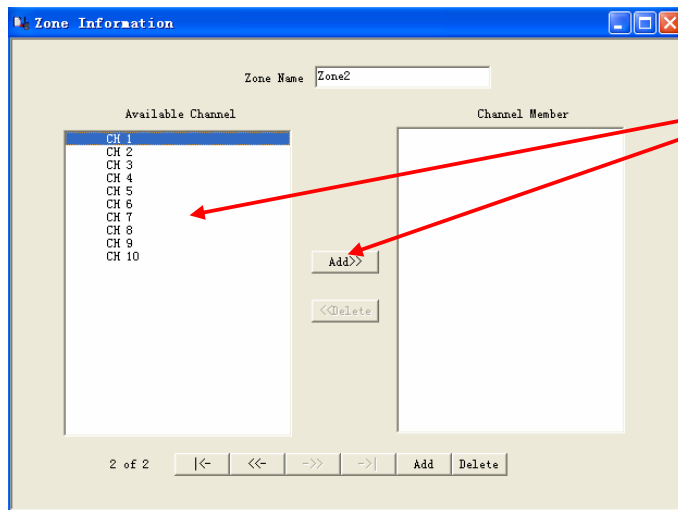 Zone Information
Zone Name Zone2
Available Channel
Channel Member
CH 1
CH 2
CH 3
CH 4
CH 5
CH 6
CH 7
CH 8
CH 9
CH 10
Add>>
<<Delete
2 of 2 |<- <<- ->> ->| Add Delete